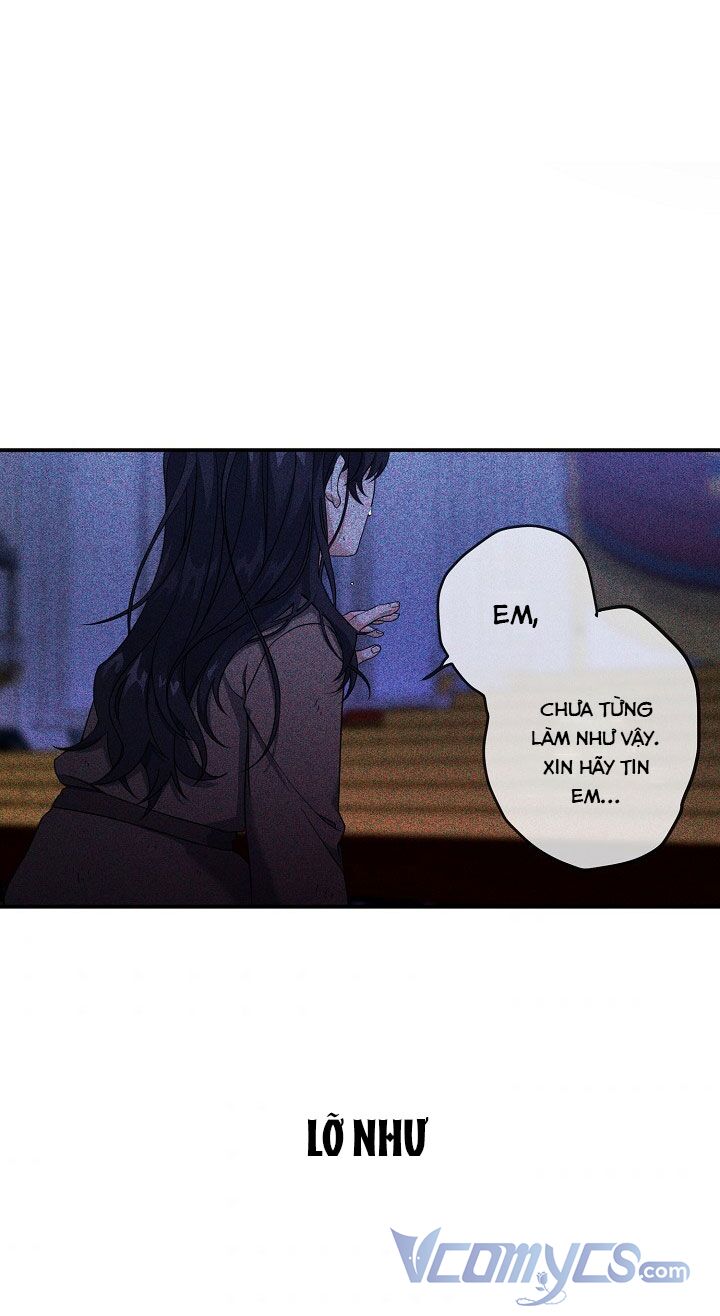 EM,
CHƯA TỪNG
LÀM NHƯ VẬY.
XIN HÃY TIN
EM...
LỠ NHƯ
VCOMYCS.com